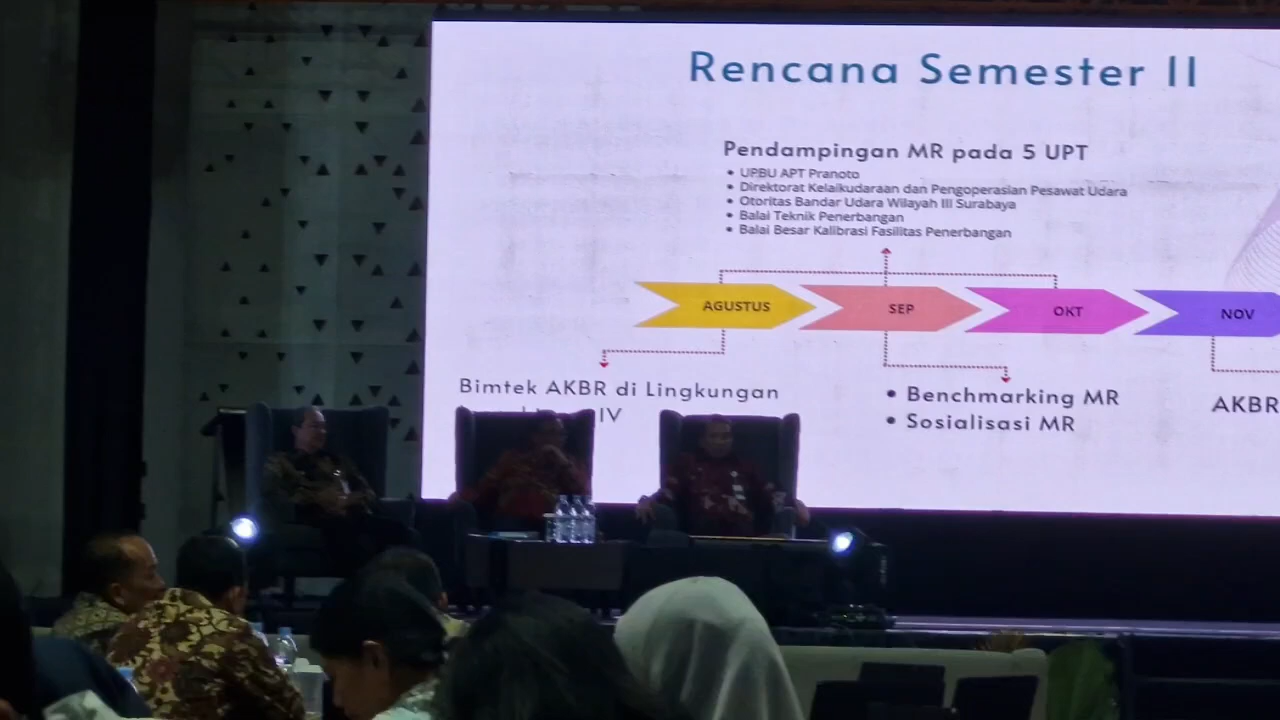 Rencana Semester II
Pendampingan MR pada 5 UPT
• UPBU APT Pranoto
• Direktorat Kelaikudaraan dan Pengoperasian Pesawat Udara
• Otoritas Bandar Udara Wilayah III Surabaya
• Balai Teknik Penerbangan
• Balai Besar Kalibrasi Fasilitas Penerbangan
AGUSTUS SEP OKT NOV
Bimtek AKBR di Lingkungan
IV
• Benchmarking MR
• Sosialisasi MR
AKBR